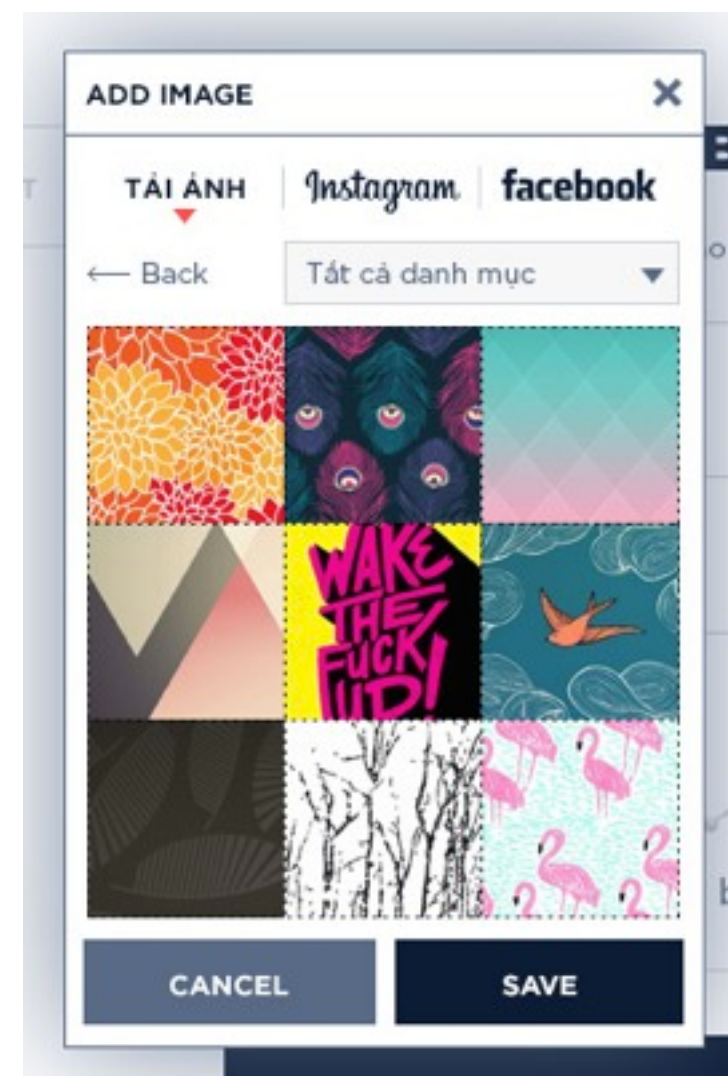 ADD IMAGE
TẢI ẢNH
Instagram
facebook
← Back
Tất cả danh mục
WAKE
THE
FUCK
UP!
CANCEL
SAVE